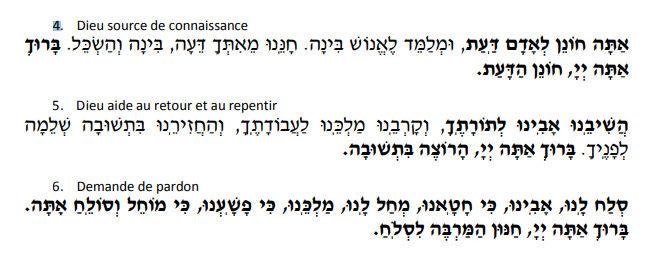 4. Dieu source de connaissance
אַתָּה חוֹנֵן לְאָדָם דַּֽעַת, וּמְלַמֵּד לֶאֱנוֹשׁ בִּינָה. חָנֵּֽנוּ מֵאִתְּךָ דֵּעָה, בִּינָה וְהַשְׂכֵּל. בָּרוּךְ
אַתָּה יְיָ, חוֹנֵן הַדָּֽעַת.
5. Dieu aide au retour et au repentir
הֲשִׁיבֵֽנוּ אָבִֽינוּ לְתוֹרָתֶֽךָ, וְקָרְבֵֽנוּ מַלְכֵּֽנוּ לַעֲבוֹדָתֶֽךָ, וְהַחֲזִירֵֽנוּ בִּתְשׁוּבָה שְׁלֵמָה
לְפָנֶֽיךָ. בָּרוּךְ אַתָּה יְיָ, הָרוֹצֶה בִּתְשׁוּבָה.
6. Demande de pardon
סְלַח לָֽנוּ, אָבִֽינוּ, כִּי חָטָֽאנוּ, מְחַל לָֽנוּ, מַלְכֵּֽנוּ, כִּי פָשָֽׁעְנוּ, כִּי מוֹחֵל וְסוֹלֵֽחַ אָֽתָּה.
בָּרוּךְ אַתָּה יְיָ, חַנּוּן הַמַּרְבֶּה לִסְלֹֽחַ.